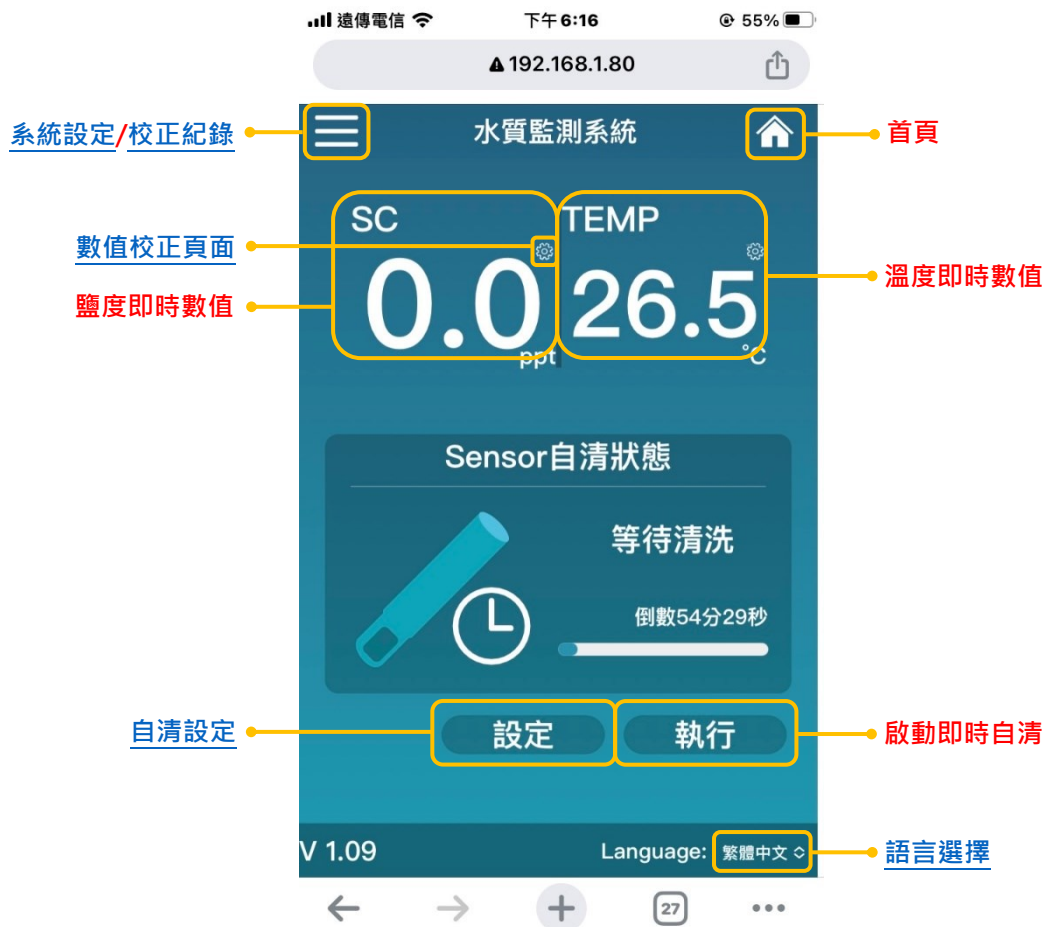 遠傳電信 下午 6:16 55%
192.168.1.80
系統設定/校正紀錄
水質監測系統
首頁
SC
TEMP
數值校正頁面
鹽度即時數值
0.0
ppt
26.5
°C
溫度即時數值
Sensor自清狀態
等待清洗
倒數54分29秒
自清設定
設定
執行
啟動即時自清
V 1.09
Language: 繁體中文
語言選擇
27